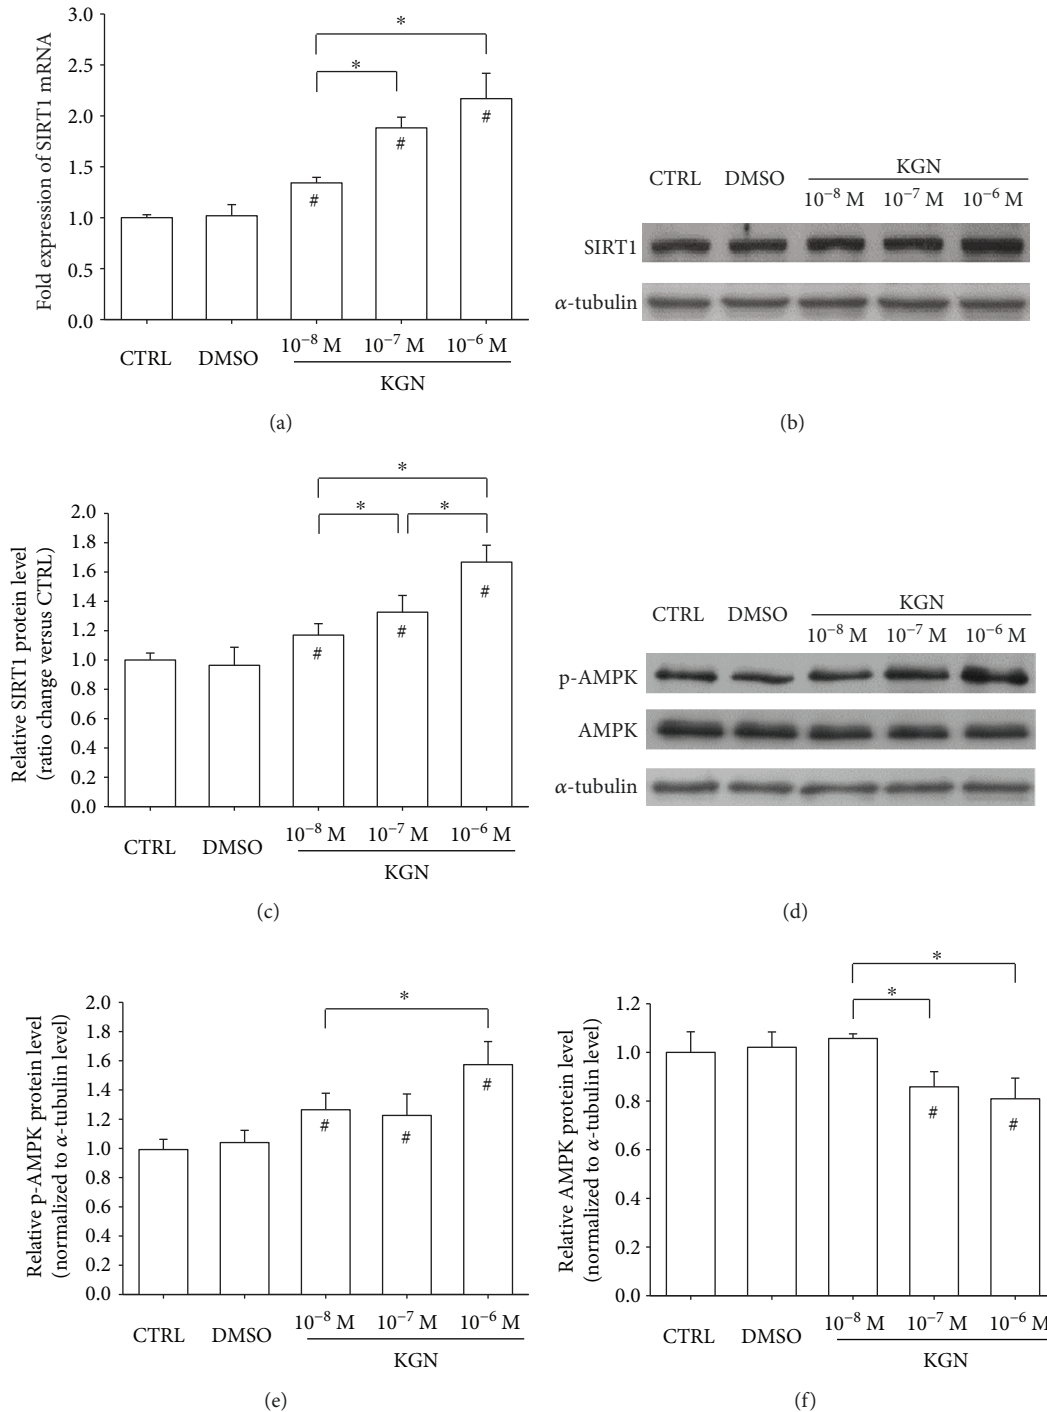 Fold expression of SIRT1 mRNA
3.0
2.5
2.0
1.5
1.0
0.5
0.0
*
*
#
#
#
CTRL
DMSO
10⁻⁸ M
10⁻⁷ M
10⁻⁶ M
KGN
(a)
CTRL
DMSO
KGN
10⁻⁸ M
10⁻⁷ M
10⁻⁶ M
SIRT1
α-tubulin
(b)
Relative SIRT1 protein level
(ratio change versus CTRL)
2.0
1.8
1.6
1.4
1.2
1.0
0.8
0.6
0.4
0.2
0.0
*
*
*
#
#
#
CTRL
DMSO
10⁻⁸ M
10⁻⁷ M
10⁻⁶ M
KGN
(c)
CTRL
DMSO
KGN
10⁻⁸ M
10⁻⁷ M
10⁻⁶ M
p-AMPK
AMPK
α-tubulin
(d)
Relative p-AMPK protein level
(normalized to α-tubulin level)
2.0
1.8
1.6
1.4
1.2
1.0
0.8
0.6
0.4
0.2
0.0
*
#
#
#
CTRL
DMSO
10⁻⁸ M
10⁻⁷ M
10⁻⁶ M
KGN
(e)
Relative AMPK protein level
(normalized to α-tubulin level)
1.2
1.0
0.8
0.6
0.4
0.2
0.0
*
*
#
#
CTRL
DMSO
10⁻⁸ M
10⁻⁷ M
10⁻⁶ M
KGN
(f)